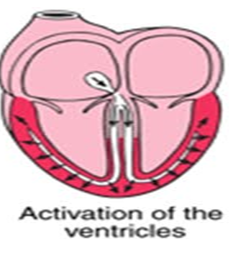 Activation of the
ventricles